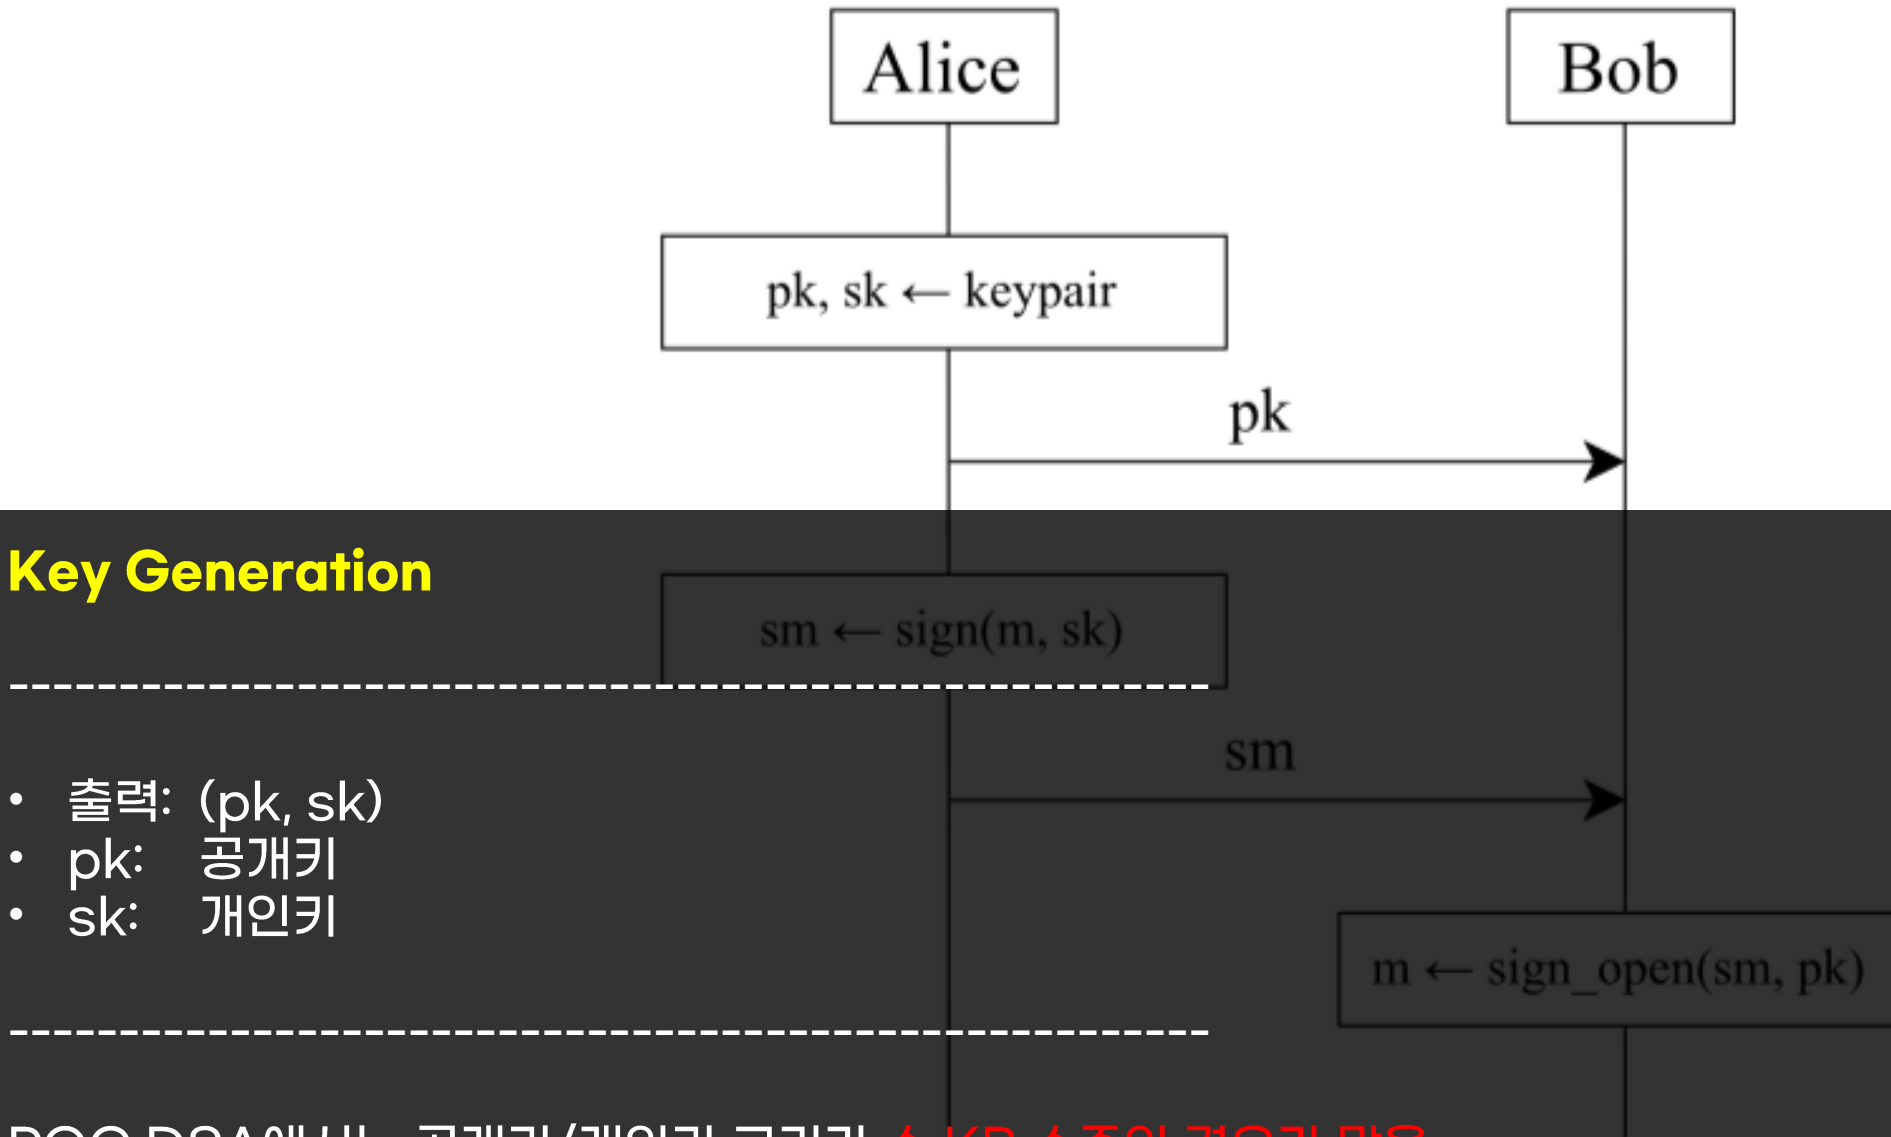 Alice
Bob
pk, sk ← keypair
pk
Key Generation
sm ← sign(m, sk)
--------------------------------------------------------
sm
• 출력: (pk, sk)
• pk: 공개키
• sk: 개인키
m ← sign_open(sm, pk)
--------------------------------------------------------